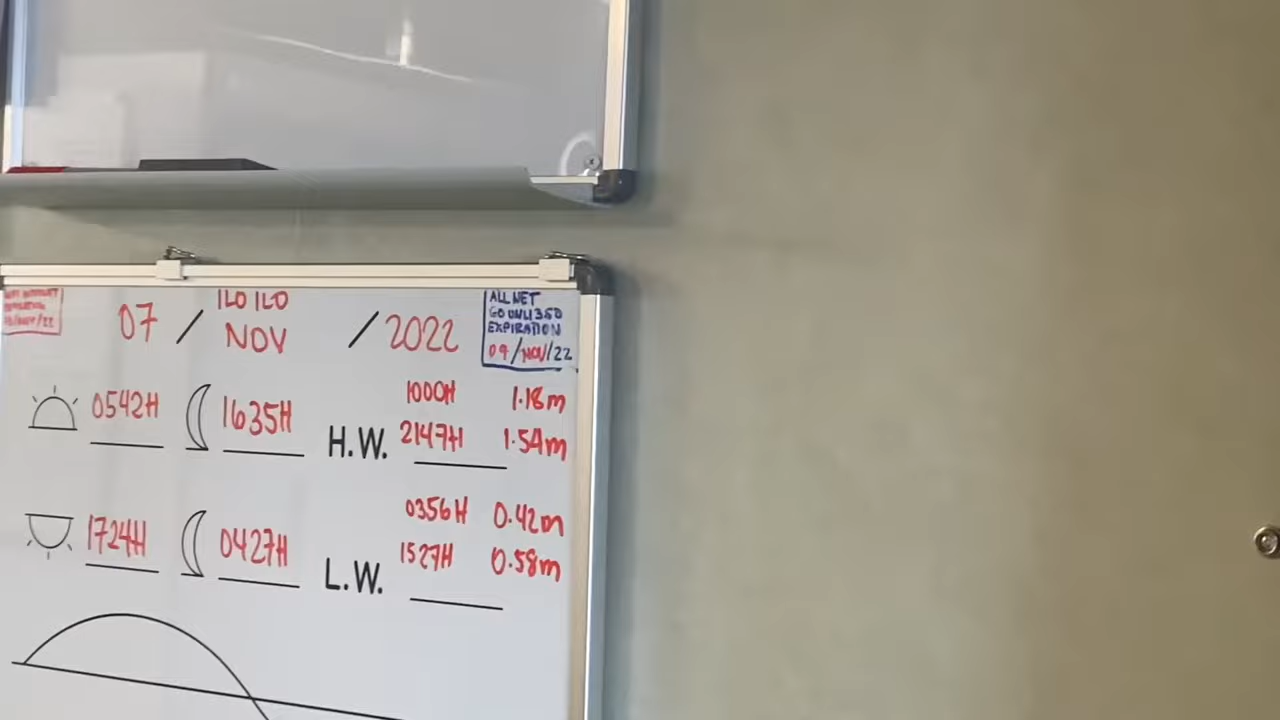 ILOILO
07 / NOV / 2022
ALL NET
GO UNLI 350
EXPIRATION
09/NOV/22
0542H 1635H H.W. 1000H 1.18m
2147H 1.54m
1724H 0427H L.W. 0356H 0.42m
1527H 0.58m